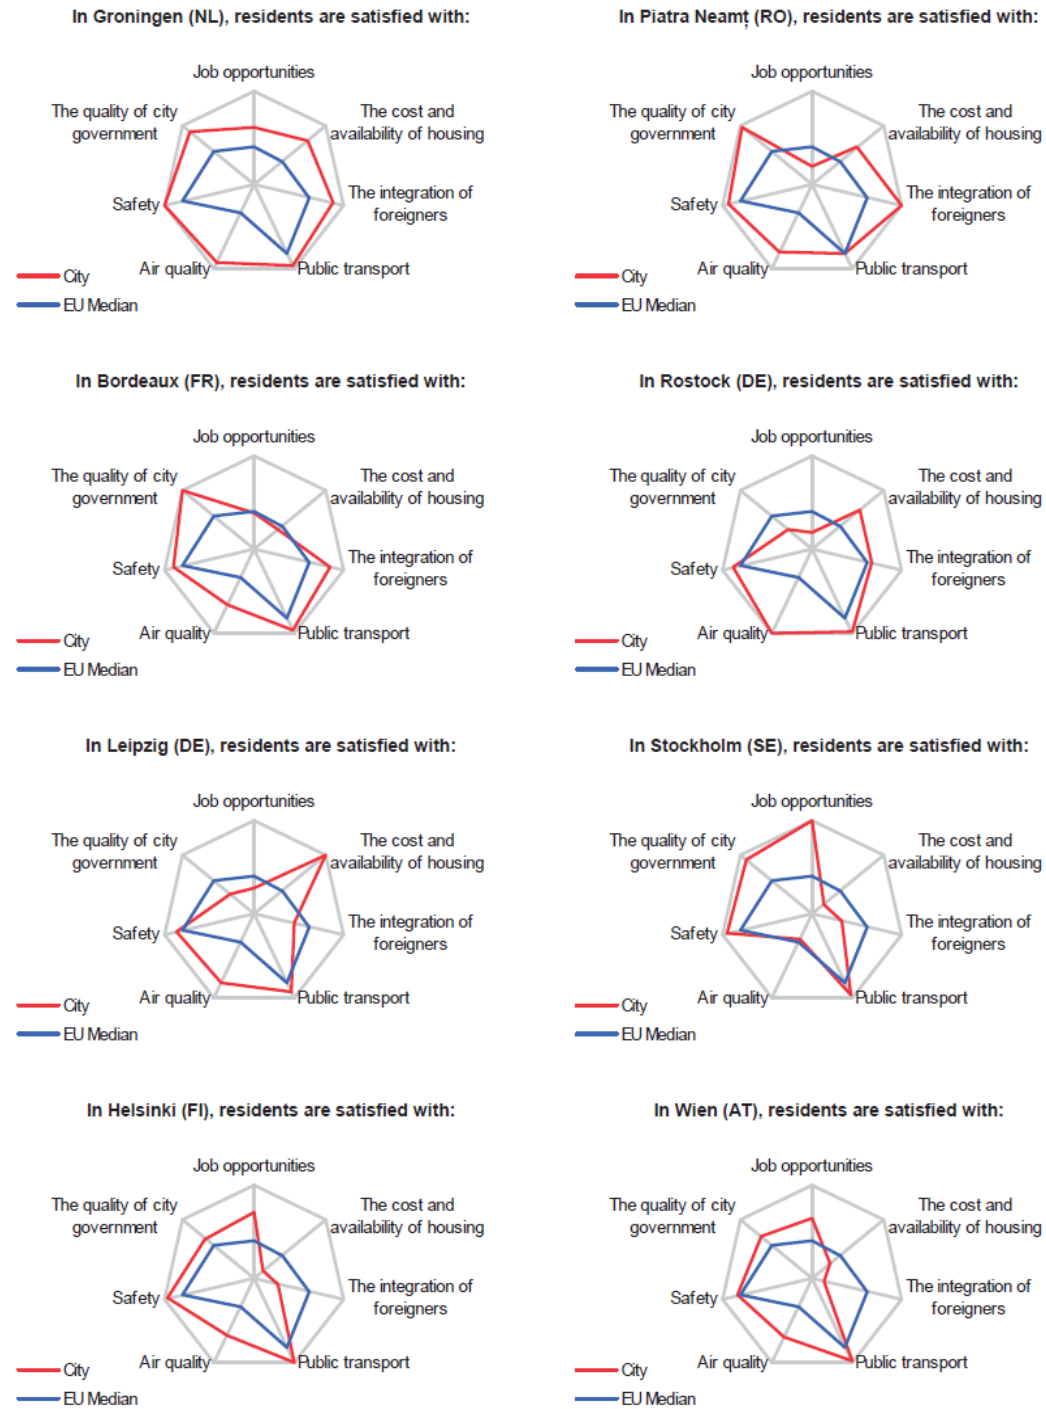 In Groningen (NL), residents are satisfied with:
Job opportunities
The quality of city
government
The cost and
availability of housing
Safety
The integration of
foreigners
Air quality
Public transport
City
EU Median
In Piatra Neamț (RO), residents are satisfied with:
Job opportunities
The quality of city
government
The cost and
availability of housing
Safety
The integration of
foreigners
Air quality
Public transport
City
EU Median
In Bordeaux (FR), residents are satisfied with:
Job opportunities
The quality of city
government
The cost and
availability of housing
Safety
The integration of
foreigners
Air quality
Public transport
City
EU Median
In Rostock (DE), residents are satisfied with:
Job opportunities
The quality of city
government
The cost and
availability of housing
Safety
The integration of
foreigners
Air quality
Public transport
City
EU Median
In Leipzig (DE), residents are satisfied with:
Job opportunities
The quality of city
government
The cost and
availability of housing
Safety
The integration of
foreigners
Air quality
Public transport
City
EU Median
In Stockholm (SE), residents are satisfied with:
Job opportunities
The quality of city
government
The cost and
availability of housing
Safety
The integration of
foreigners
Air quality
Public transport
City
EU Median
In Helsinki (FI), residents are satisfied with:
Job opportunities
The quality of city
government
The cost and
availability of housing
Safety
The integration of
foreigners
Air quality
Public transport
City
EU Median
In Wien (AT), residents are satisfied with:
Job opportunities
The quality of city
government
The cost and
availability of housing
Safety
The integration of
foreigners
Air quality
Public transport
City
EU Median